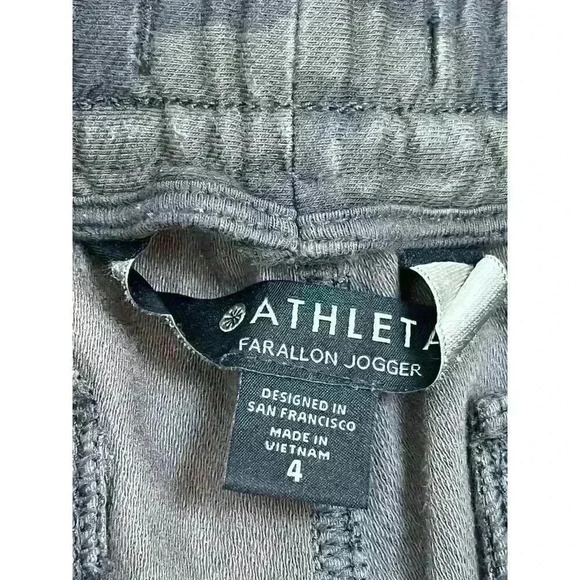 ATHLETA
FARALLON JOGGER
DESIGNED IN
SAN FRANCISCO
MADE IN
VIETNAM
4